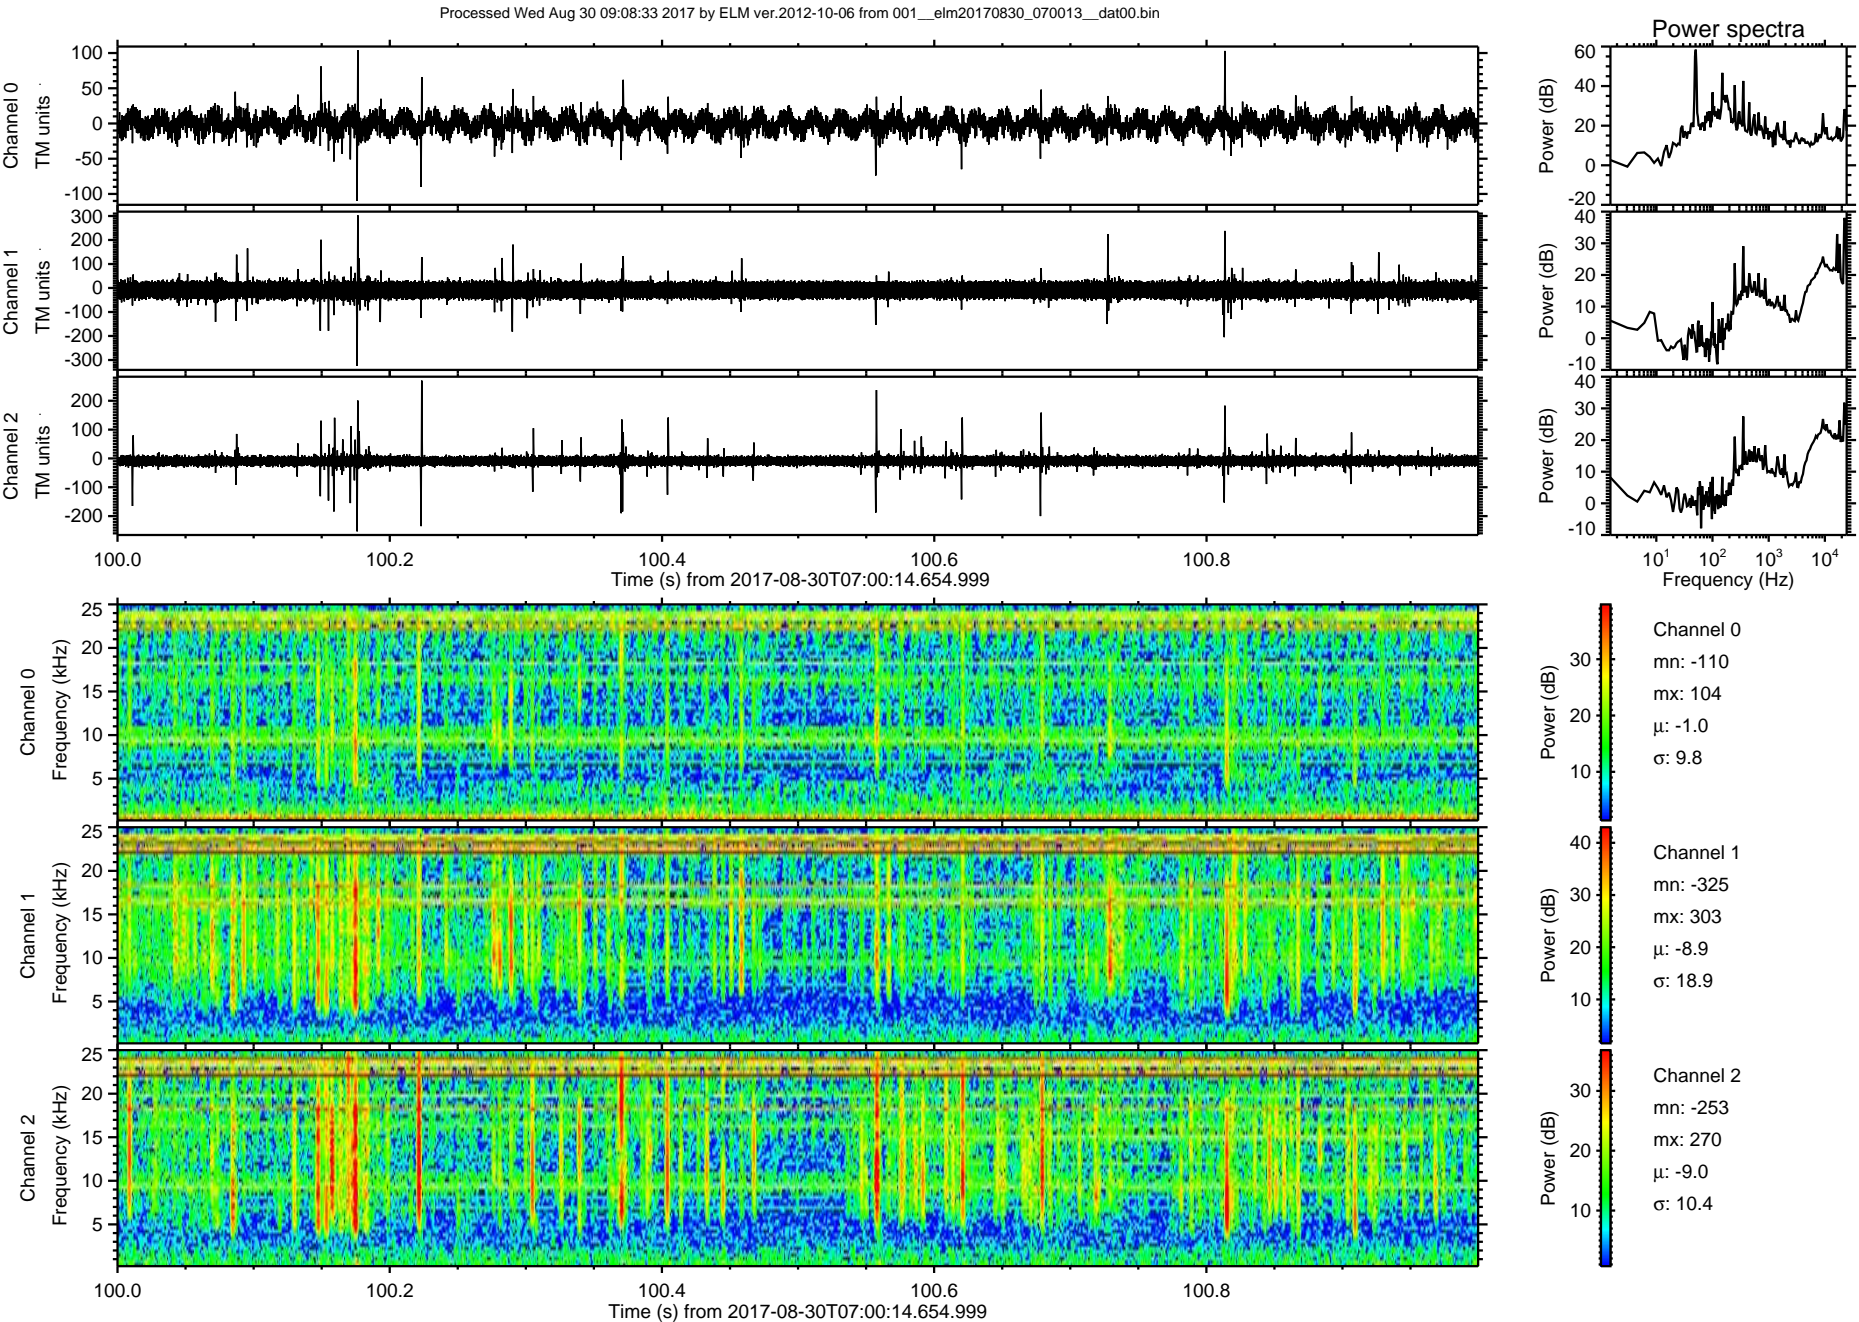 Processed Wed Aug 30 09:08:33 2017 by ELM ver.2012-10-06 from 001__elm20170830_070013__dat00.bin
Power spectra
Channel 0
TM units
100
50
0
-50
-100
Power (dB)
60
40
20
0
-20
Channel 1
TM units
300
200
100
0
-100
-200
-300
Power (dB)
40
30
20
10
0
-10
Channel 2
TM units
200
100
0
-100
-200
Power (dB)
40
30
20
10
0
-10
100.0 100.2 100.4 100.6 100.8
Time (s) from 2017-08-30T07:00:14.654.999
10¹ 10² 10³ 10⁴
Frequency (Hz)
Channel 0
Frequency (kHz)
25
20
15
10
5
Power (dB)
30
20
10
Channel 0
mn: -110
mx: 104
μ: -1.0
σ: 9.8
Channel 1
Frequency (kHz)
25
20
15
10
5
Power (dB)
40
30
20
10
Channel 1
mn: -325
mx: 303
μ: -8.9
σ: 18.9
Channel 2
Frequency (kHz)
25
20
15
10
5
Power (dB)
30
20
10
Channel 2
mn: -253
mx: 270
μ: -9.0
σ: 10.4
100.0 100.2 100.4 100.6 100.8
Time (s) from 2017-08-30T07:00:14.654.999